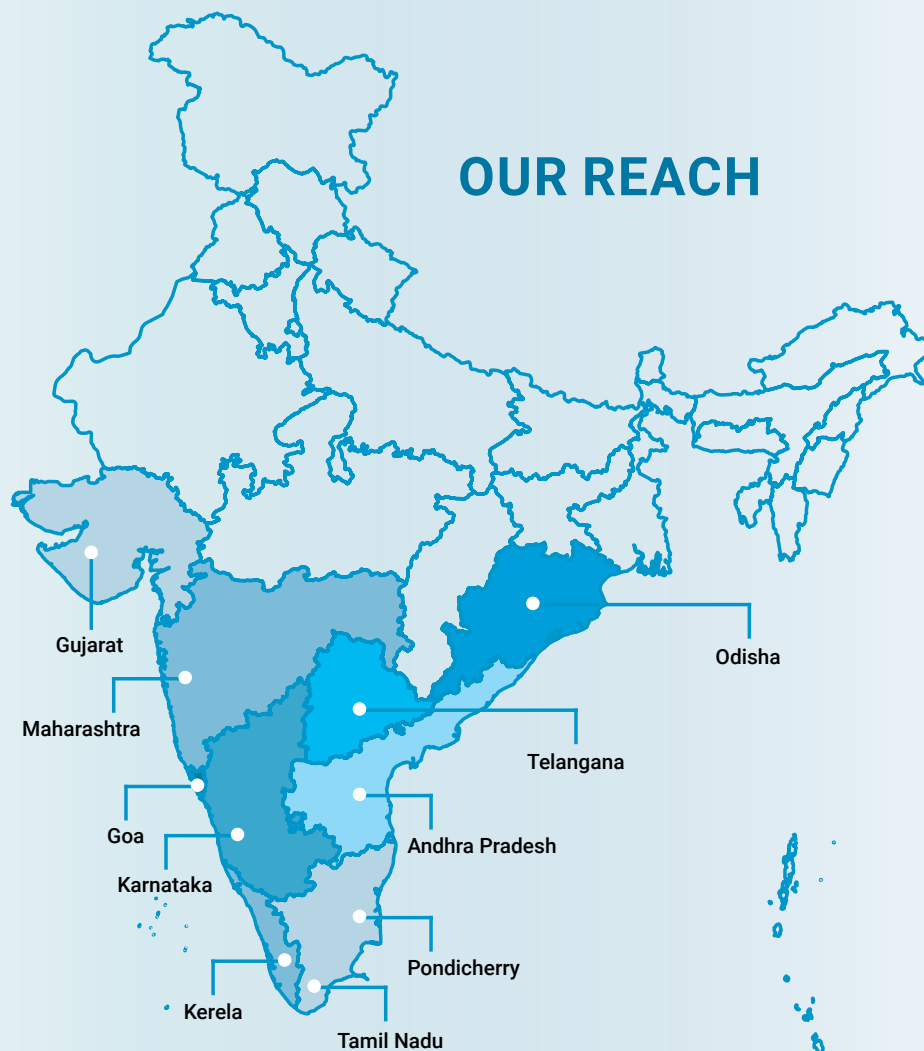 OUR REACH
Gujarat
Odisha
Maharashtra
Telangana
Goa
Andhra Pradesh
Karnataka
Pondicherry
Kerela
Tamil Nadu